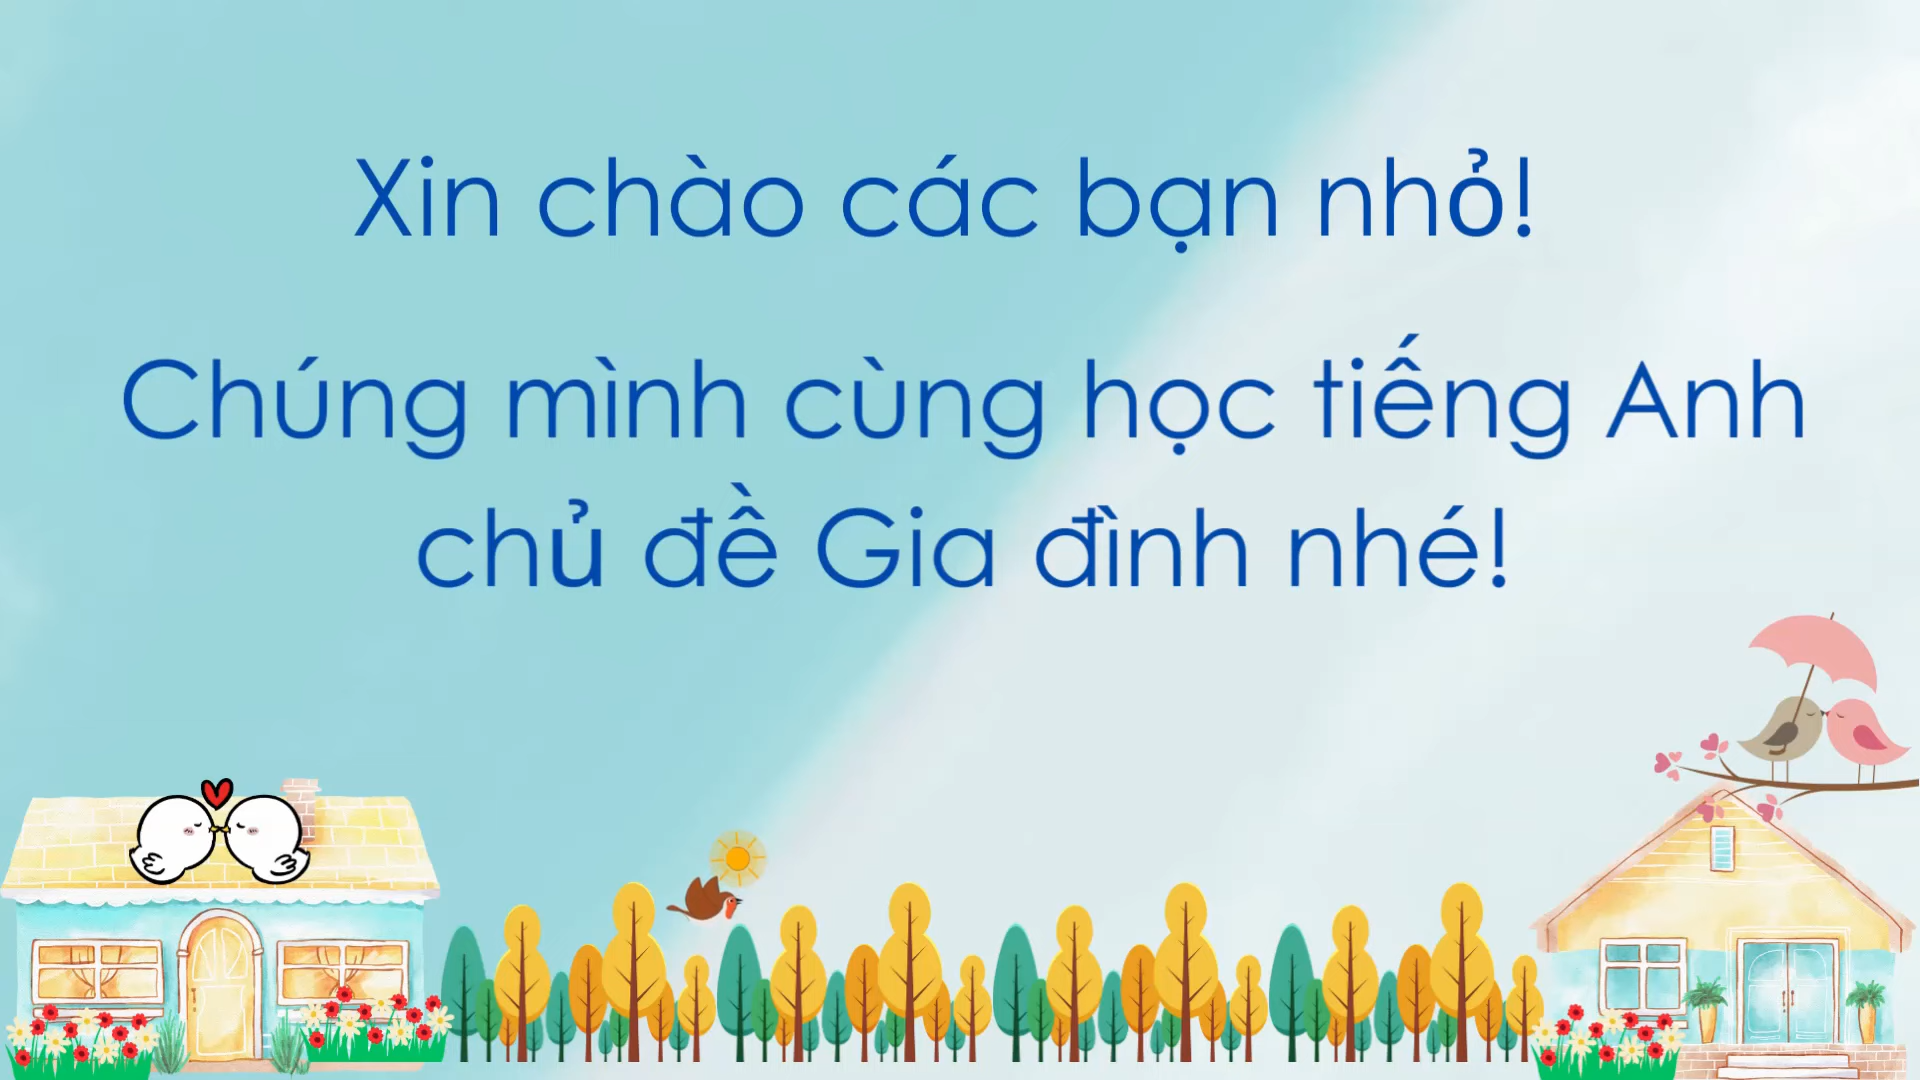 Xin chào các bạn nhỏ!
Chúng mình cùng học tiếng Anh
chủ đề Gia đình nhé!